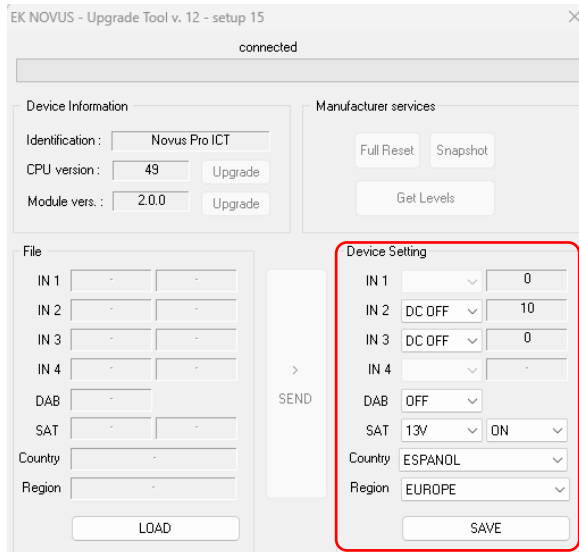 EK NOVUS - Upgrade Tool v. 12 - setup 15
connected
Device Information
Identification : Novus Pro ICT
CPU version : 49 Upgrade
Module vers. : 2.0.0 Upgrade
Manufacturer services
Full Reset Snapshot
Get Levels
File
IN 1 - -
IN 2 - -
IN 3 - -
IN 4 - -
DAB -
SAT - -
Country -
Region -
LOAD
>
SEND
Device Setting
IN 1 0
IN 2 DC OFF 10
IN 3 DC OFF 0
IN 4 -
DAB OFF
SAT 13V ON
Country ESPANOL
Region EUROPE
SAVE